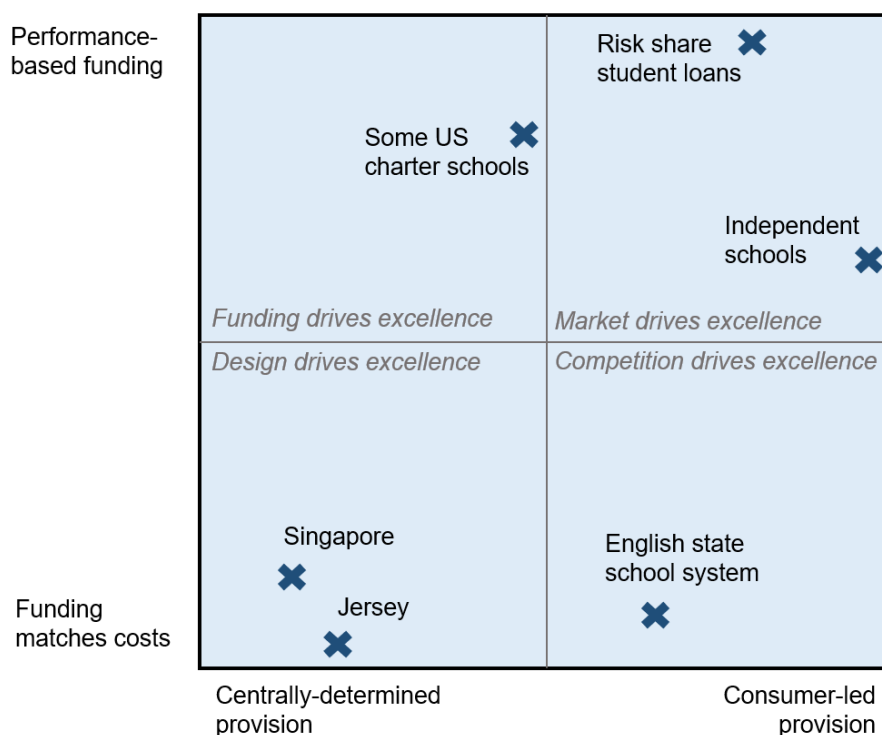 Performance-
based funding
Risk share
student loans
Some US
charter schools
Independent
schools
Funding drives excellence
Market drives excellence
Design drives excellence
Competition drives excellence
Singapore
English state
school system
Jersey
Funding
matches costs
Centrally-determined
provision
Consumer-led
provision